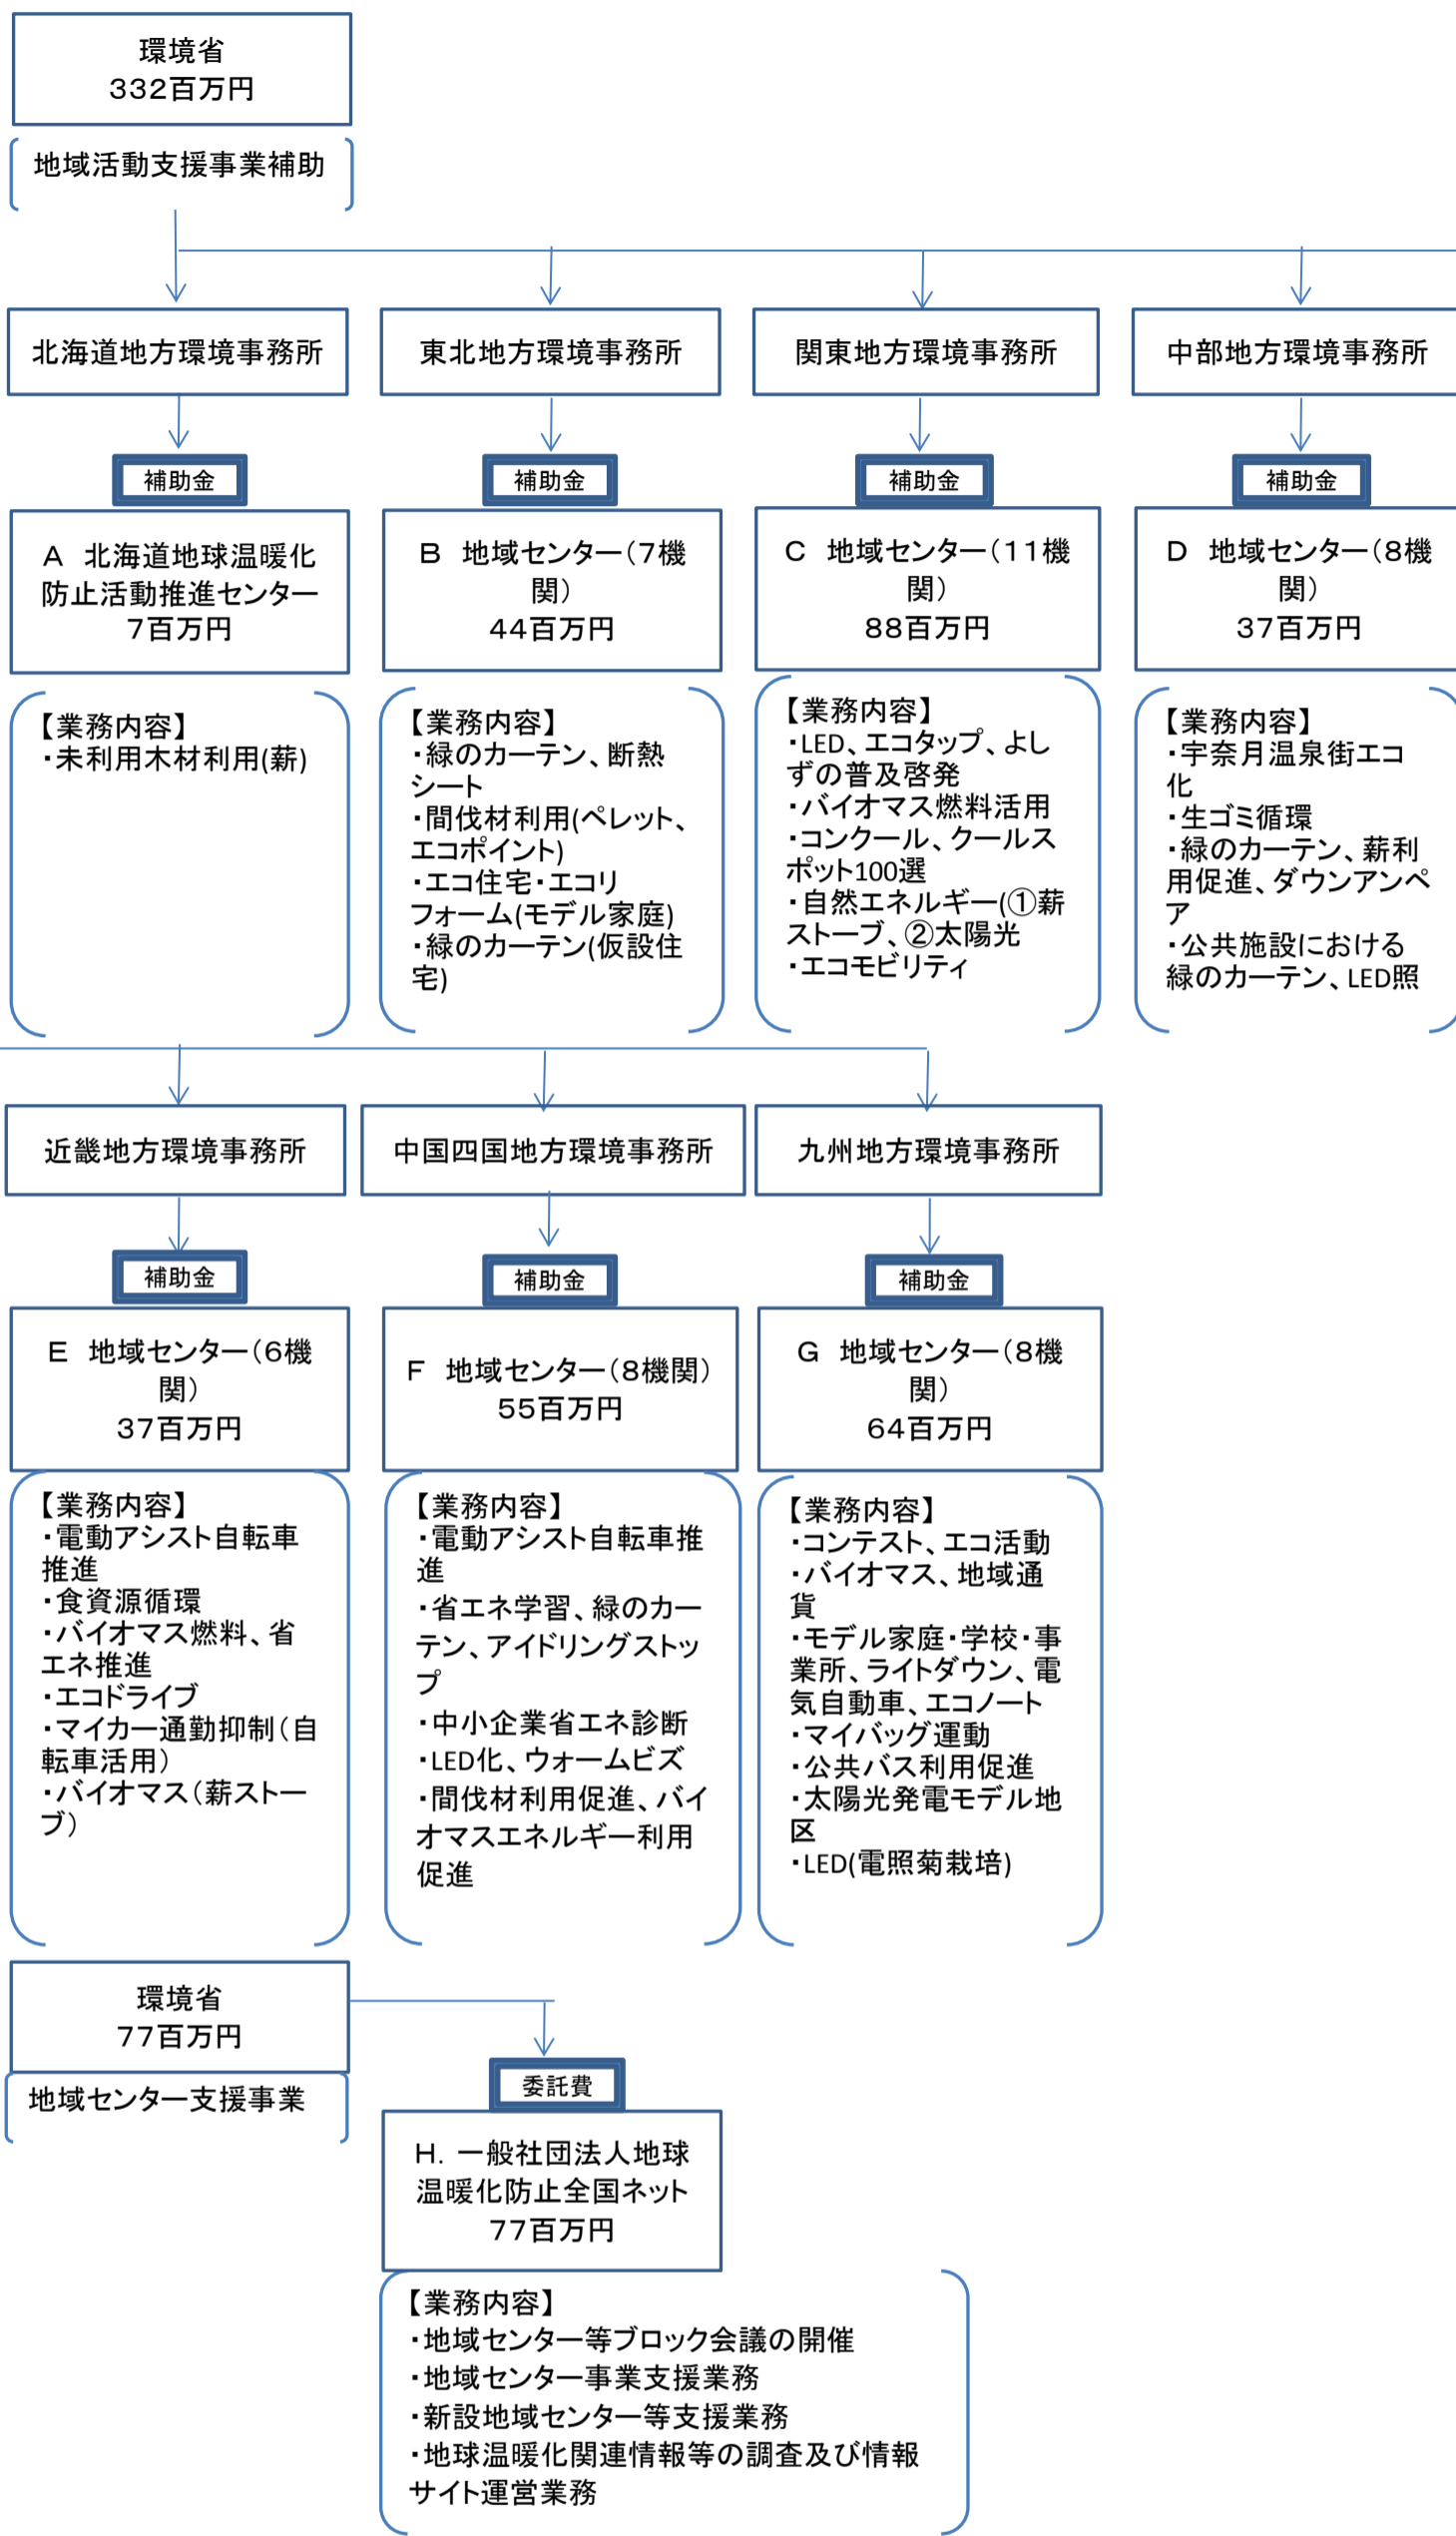 環境省
332百万円
地域活動支援事業補助
北海道地方環境事務所
東北地方環境事務所
関東地方環境事務所
中部地方環境事務所
補助金
補助金
補助金
補助金
A 北海道地球温暖化
防止活動推進センター
7百万円
B 地域センター（7機
関）
44百万円
C 地域センター（11機
関）
88百万円
D 地域センター（8機
関）
37百万円
【業務内容】
・未利用木材利用(薪)
【業務内容】
・緑のカーテン、断熱
シート
・間伐材利用(ペレット、
エコポイント)
・エコ住宅・エコリ
フォーム(モデル家庭)
・緑のカーテン(仮設住
宅)
【業務内容】
・LED、エコタップ、よし
ずの普及啓発
・バイオマス燃料活用
・コンクール、クールス
ポット100選
・自然エネルギー(①薪
ストーブ、②太陽光
・エコモビリティ
【業務内容】
・宇奈月温泉街エコ
化
・生ゴミ循環
・緑のカーテン、薪利
用促進、ダウンアンペ
ア
・公共施設における
緑のカーテン、LED照
近畿地方環境事務所
中国四国地方環境事務所
九州地方環境事務所
補助金
補助金
補助金
E 地域センター（6機
関）
37百万円
F 地域センター（8機関）
55百万円
G 地域センター（8機
関）
64百万円
【業務内容】
・電動アシスト自転車
推進
・食資源循環
・バイオマス燃料、省
エネ推進
・エコドライブ
・マイカー通勤抑制（自
転車活用）
・バイオマス（薪ストー
ブ）
【業務内容】
・電動アシスト自転車推
進
・省エネ学習、緑のカー
テン、アイドリングストッ
プ
・中小企業省エネ診断
・LED化、ウォームビズ
・間伐材利用促進、バイ
オマスエネルギー利用
促進
【業務内容】
・コンテスト、エコ活動
・バイオマス、地域通
貨
・モデル家庭・学校・事
業所、ライトダウン、電
気自動車、エコノート
・マイバッグ運動
・公共バス利用促進
・太陽光発電モデル地
区
・LED(電照菊栽培)
環境省
77百万円
地域センター支援事業
委託費
H．一般社団法人地球
温暖化防止全国ネット
77百万円
【業務内容】
・地域センター等ブロック会議の開催
・地域センター事業支援業務
・新設地域センター等支援業務
・地球温暖化関連情報等の調査及び情報
サイト運営業務